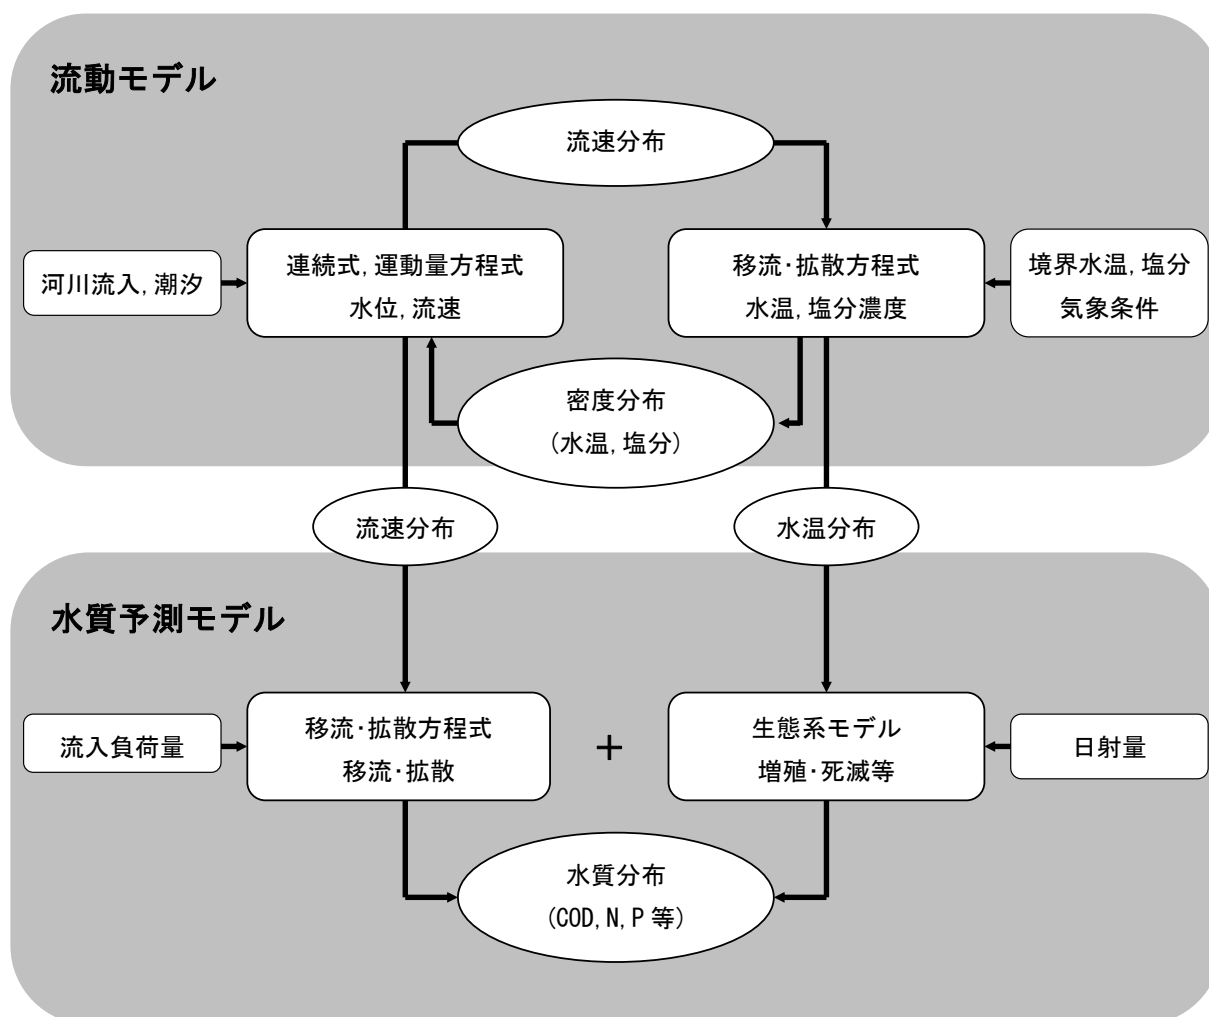 流動モデル
流速分布
河川流入,潮汐
連続式,運動量方程式
水位,流速
移流・拡散方程式
水温,塩分濃度
境界水温,塩分
気象条件
密度分布
(水温,塩分)
流速分布
水温分布
水質予測モデル
流入負荷量
移流・拡散方程式
移流・拡散
+
生態系モデル
増殖・死滅等
日射量
水質分布
(COD,N,P等)